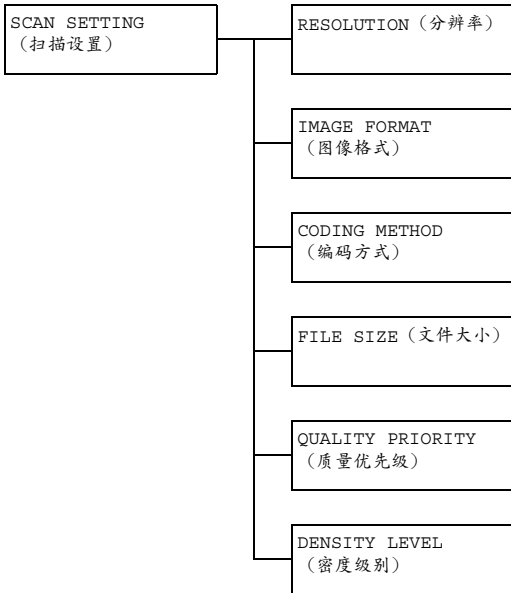 SCAN SETTING
（扫描设置）
RESOLUTION（分辨率）
IMAGE FORMAT
（图像格式）
CODING METHOD
（编码方式）
FILE SIZE（文件大小）
QUALITY PRIORITY
（质量优先级）
DENSITY LEVEL
（密度级别）